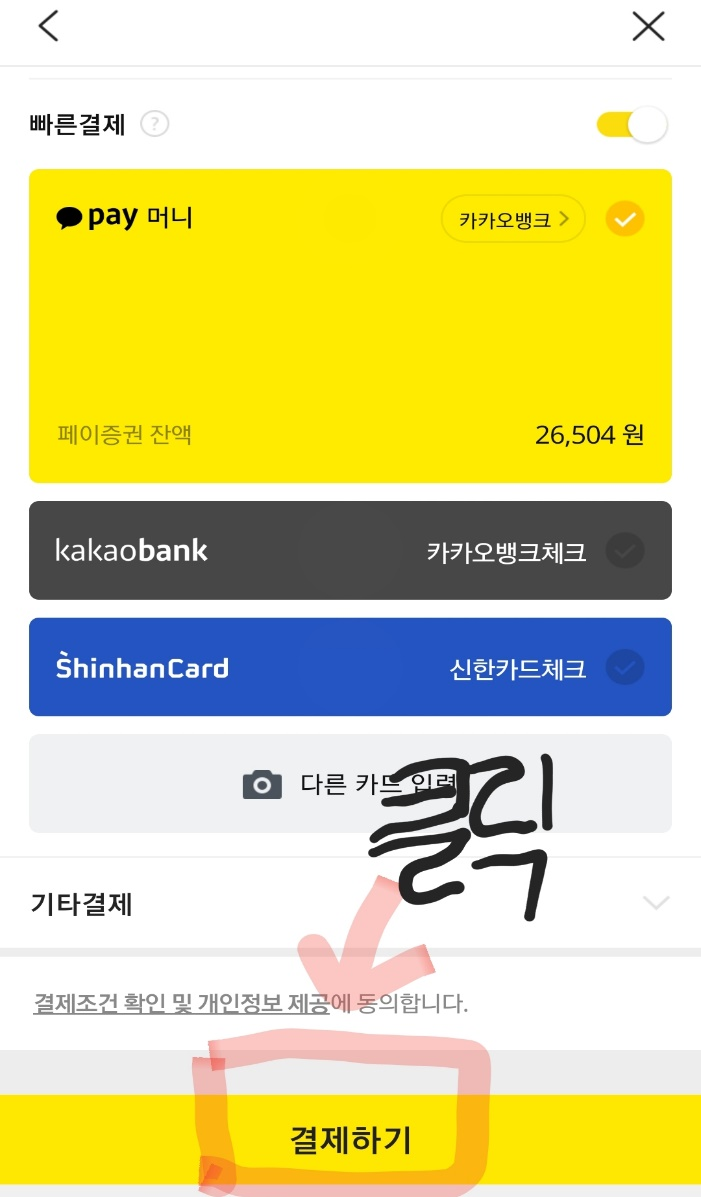 빠른결제 ?
pay 머니 카카오뱅크 >
페이증권 잔액 26,504 원
kakaobank 카카오뱅크체크
ShinhanCard 신한카드체크
다른 카드 입력
클릭
기타결제
결제조건 확인 및 개인정보 제공에 동의합니다.
결제하기